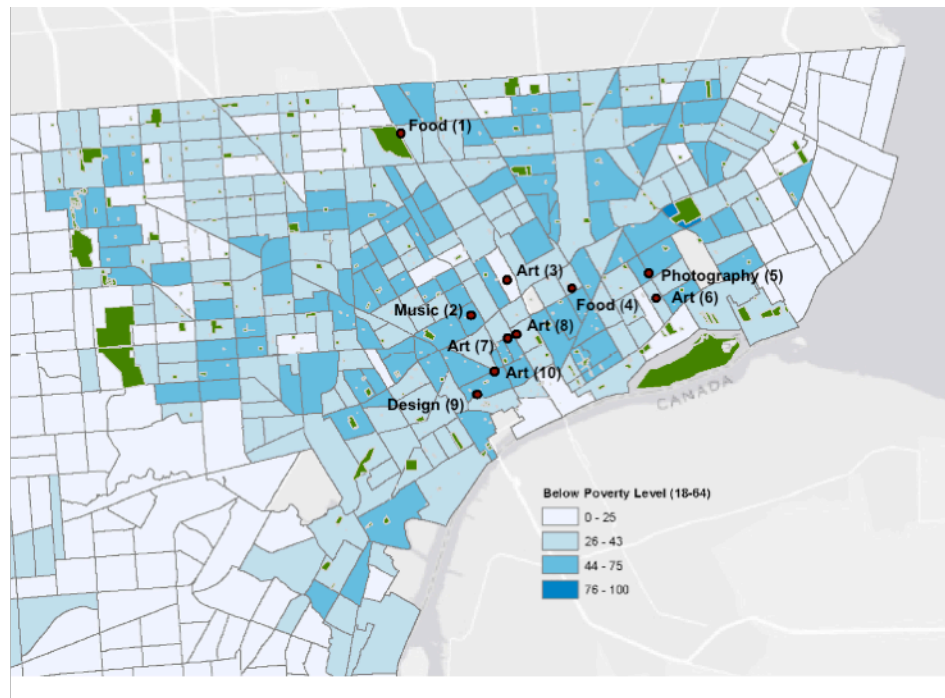 Food (1)
Art (3)
Photography (5)
Food (4)
Art (6)
Music (2)
Art (8)
Art (7)
Art (10)
Design (9)
CANADA
Below Poverty Level (18-64)
0 - 25
26 - 43
44 - 75
76 - 100